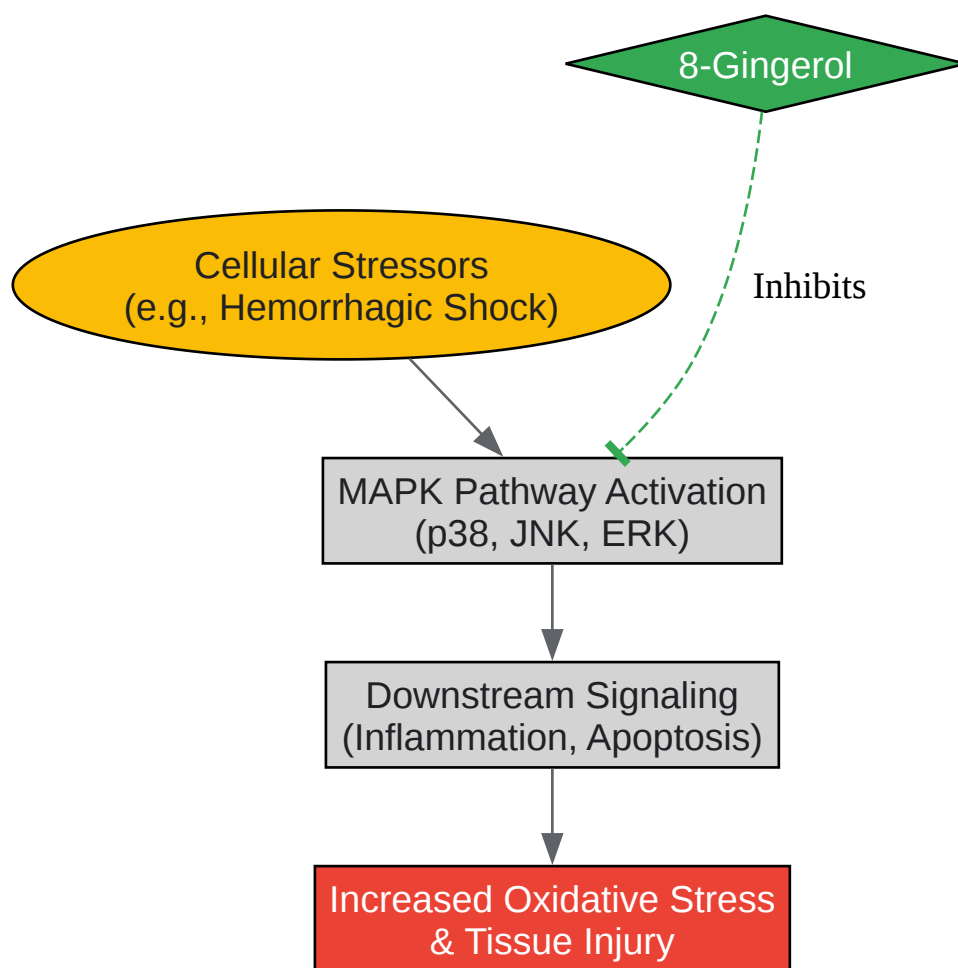 8-Gingerol
Cellular Stressors
(e.g., Hemorrhagic Shock)
Inhibits
MAPK Pathway Activation
(p38, JNK, ERK)
Downstream Signaling
(Inflammation, Apoptosis)
Increased Oxidative Stress
& Tissue Injury